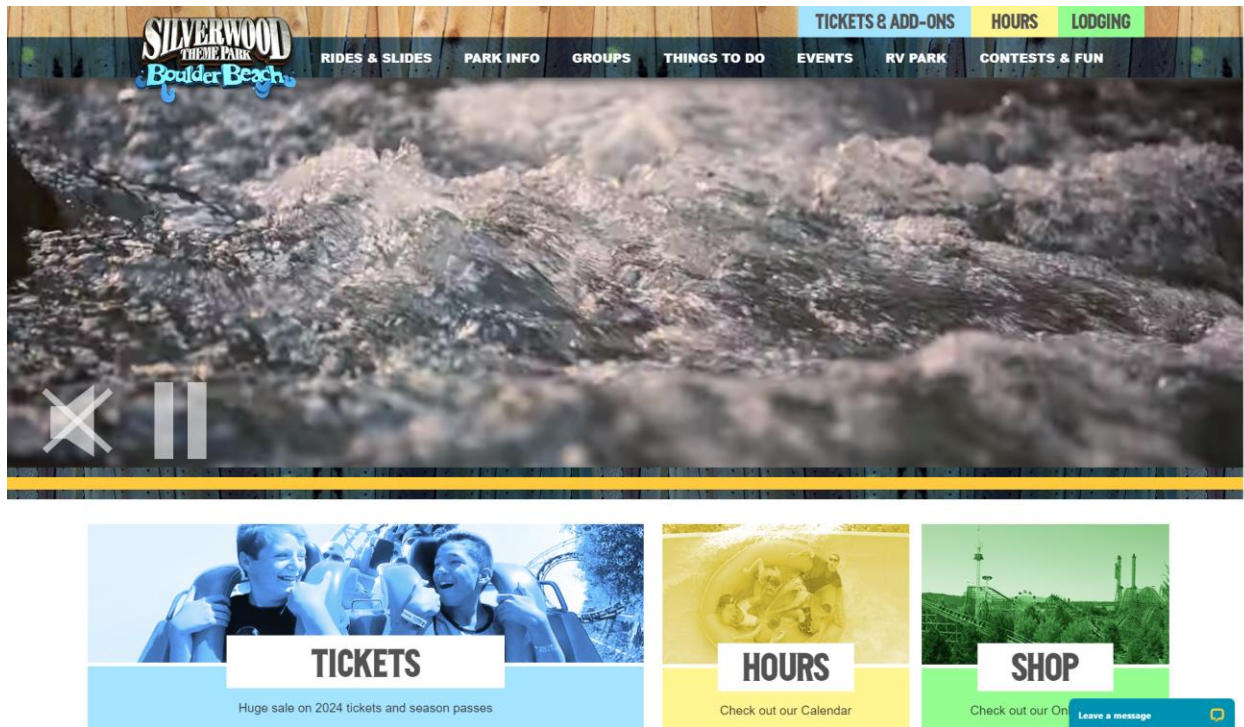 TICKETS & ADD-ONS HOURS LODGING
SILVERWOOD
THEME PARK
Boulder Beach
RIDES & SLIDES PARK INFO GROUPS THINGS TO DO EVENTS RV PARK CONTESTS & FUN
TICKETS
Huge sale on 2024 tickets and season passes
HOURS
Check out our Calendar
SHOP
Check out our
Leave a message